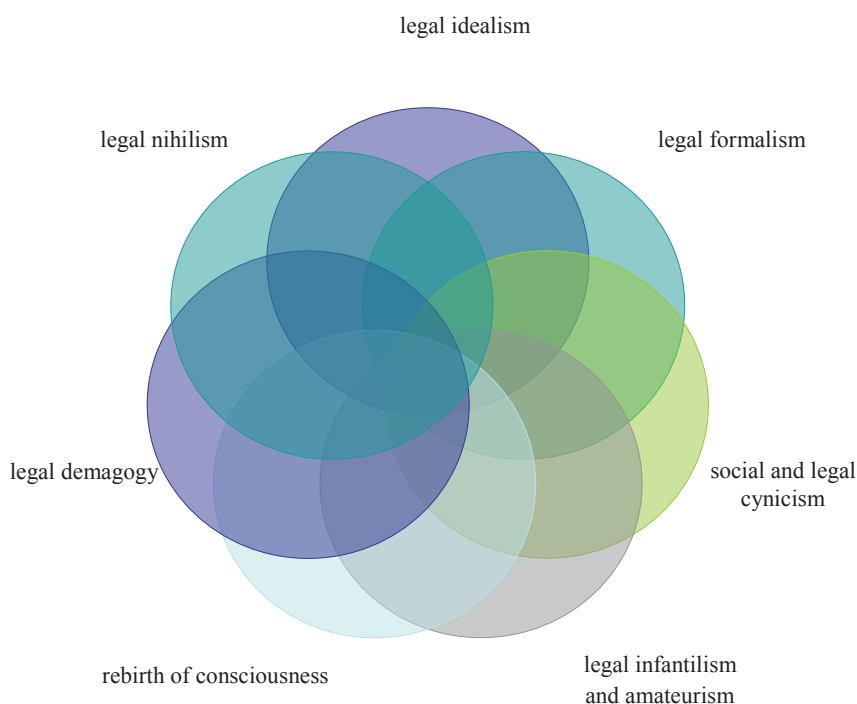 legal idealism
legal nihilism
legal formalism
legal demagogy
social and legal
cynicism
rebirth of consciousness
legal infantilism
and amateurism